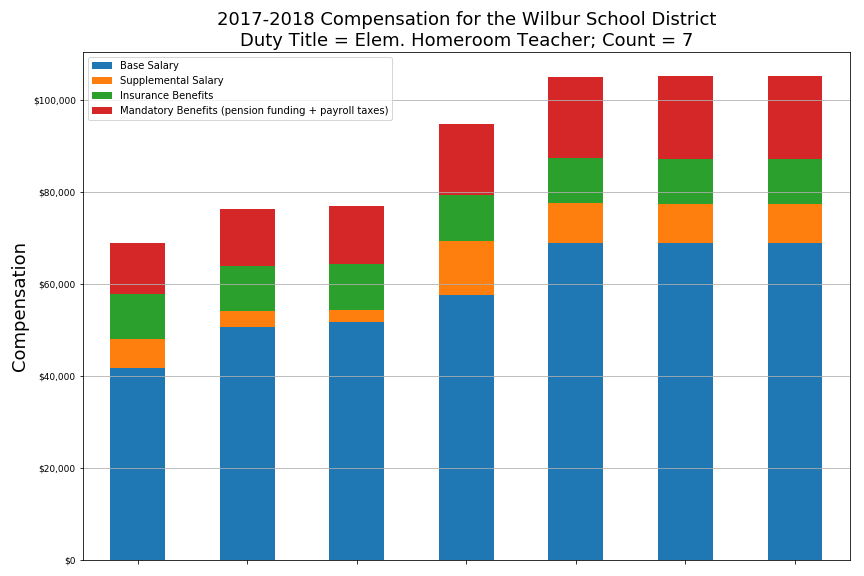 2017-2018 Compensation for the Wilbur School District
Duty Title = Elem. Homeroom Teacher; Count = 7
Base Salary
Supplemental Salary
Insurance Benefits
Mandatory Benefits (pension funding + payroll taxes)
$100,000
$80,000
$60,000
$40,000
$20,000
$0
Compensation